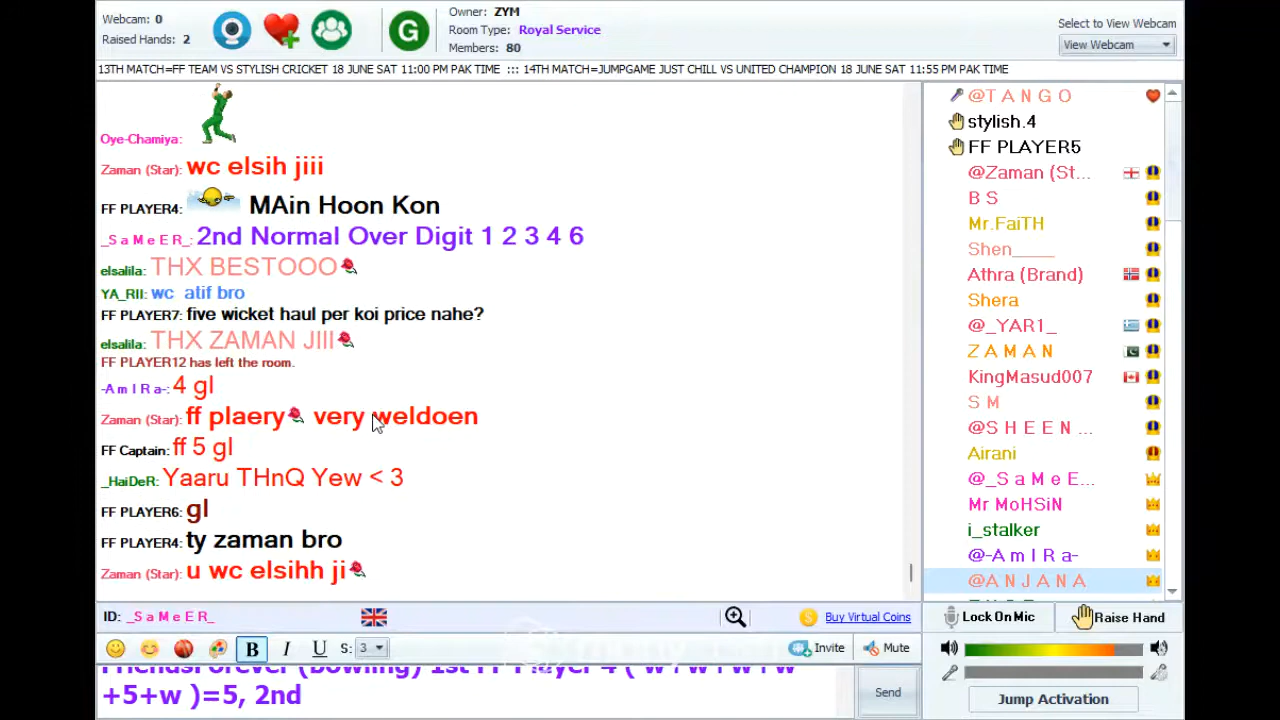 Webcam: 0
Raised Hands: 2
G
Owner: ZYM
Room Type: Royal Service
Members: 80
Select to View Webcam
View Webcam
13TH MATCH=FF TEAM VS STYLISH CRICKET 18 JUNE SAT 11:00 PM PAK TIME ::: 14TH MATCH=JUMPGAME JUST CHILL VS UNITED CHAMPION 18 JUNE SAT 11:55 PM PAK TIME
Oye-Chamiya:
Zaman (Star): wc elsih jiii
FF PLAYER4: MAin Hoon Kon
_S a M e E R_: 2nd Normal Over Digit 1 2 3 4 6
elsalila: THX BESTOOO
YA_RII: wc atif bro
FF PLAYER7: five wicket haul per koi price nahe?
elsalila: THX ZAMAN JIII
FF PLAYER12 has left the room.
-A m I R a-: 4 gl
Zaman (Star): ff plaery very weldoen
FF Captain: ff 5 gl
_HaiDeR: Yaaru THnQ Yew < 3
FF PLAYER6: gl
FF PLAYER4: ty zaman bro
Zaman (Star): u wc elsihh ji
@T A N G O
stylish.4
FF PLAYER5
@Zaman (St...
B S
Mr.FaiTH
Shen____
Athra (Brand)
Shera
@_YAR1_
Z A M A N
KingMasud007
S M
@S H E E N ...
Airani
@_S a M e E...
Mr MoHSiN
i_stalker
@-A m I R a-
@A N J A N A
ID: _S a M e E R_
Buy Virtual Coins
Lock On Mic
Raise Hand
B I U S: 3
Invite
Mute
Friends Forever (Bowling) 1st FF Player 4 ( w+w+w+w
+5+w )=5, 2nd
Send
Jump Activation